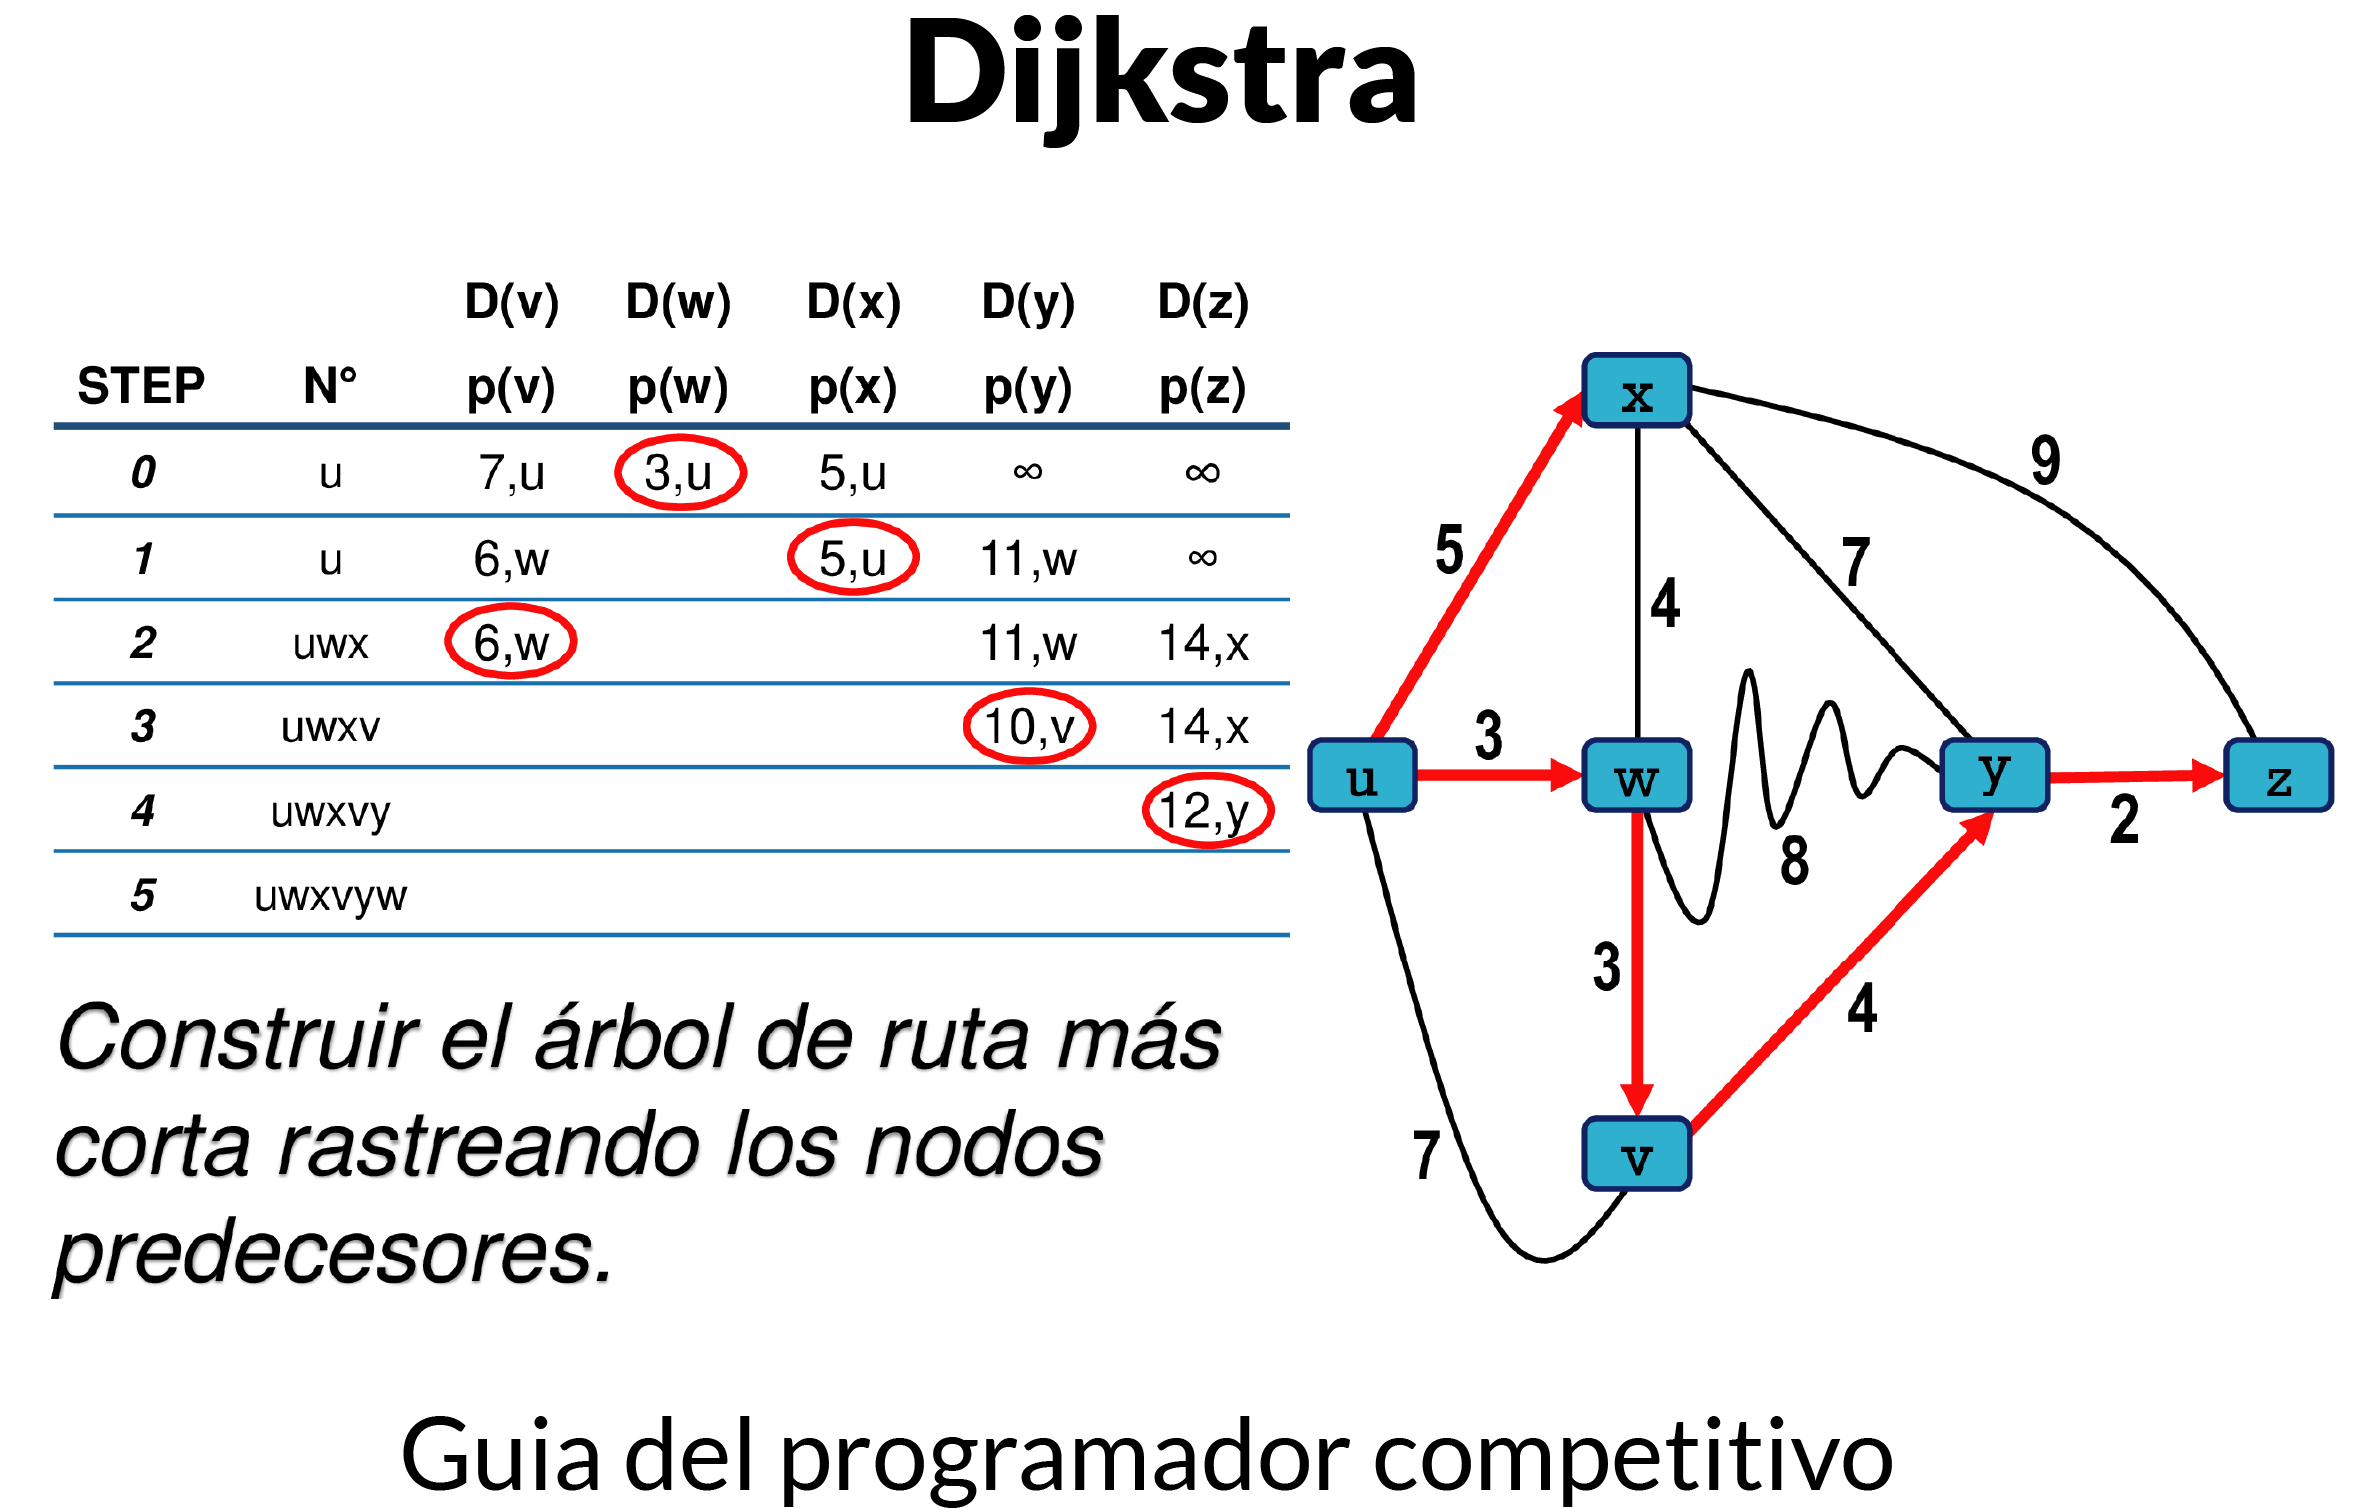 Dijkstra
D(v) D(w) D(x) D(y) D(z)
STEP N° p(v) p(w) p(x) p(y) p(z)
0 u 7,u 3,u 5,u ∞ ∞
1 u 6,w 5,u 11,w ∞
2 uwx 6,w 11,w 14,x
3 uwxv 10,v 14,x
4 uwxvy 12,y
5 uwxvyw
Construir el árbol de ruta más
corta rastreando los nodos
predecesores.
x
9
5
7
4
3
u
w
y
z
2
8
3
4
7
v
Guia del programador competitivo